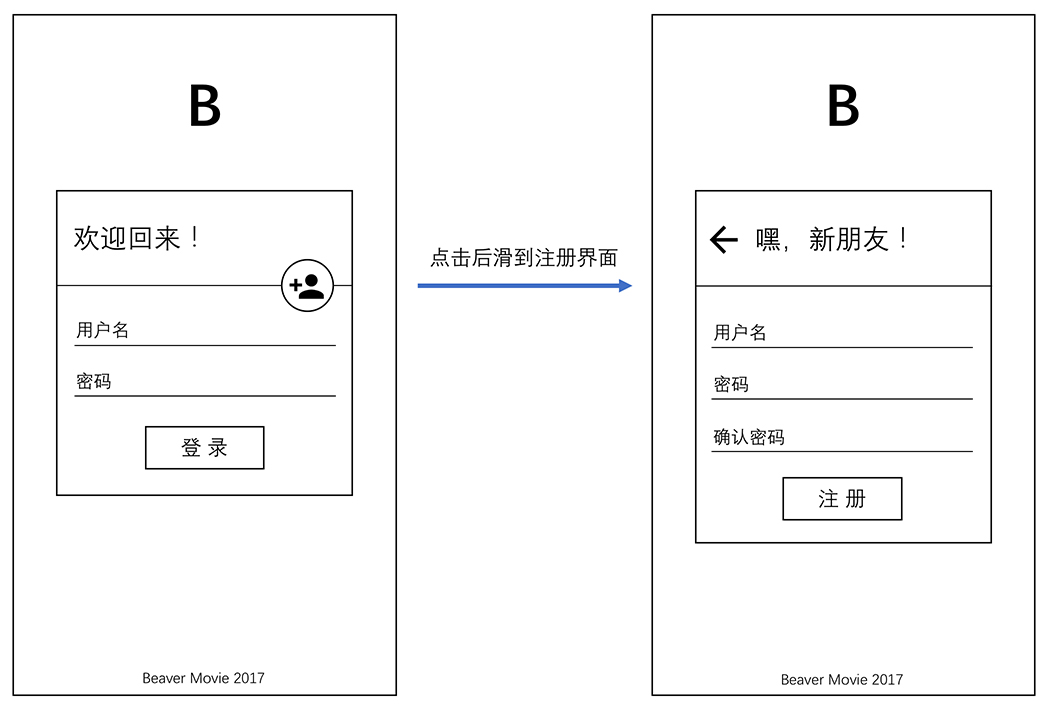 B
欢迎回来！
用户名
密码
登 录
Beaver Movie 2017
点击后滑到注册界面
B
嘿，新朋友！
用户名
密码
确认密码
注 册
Beaver Movie 2017